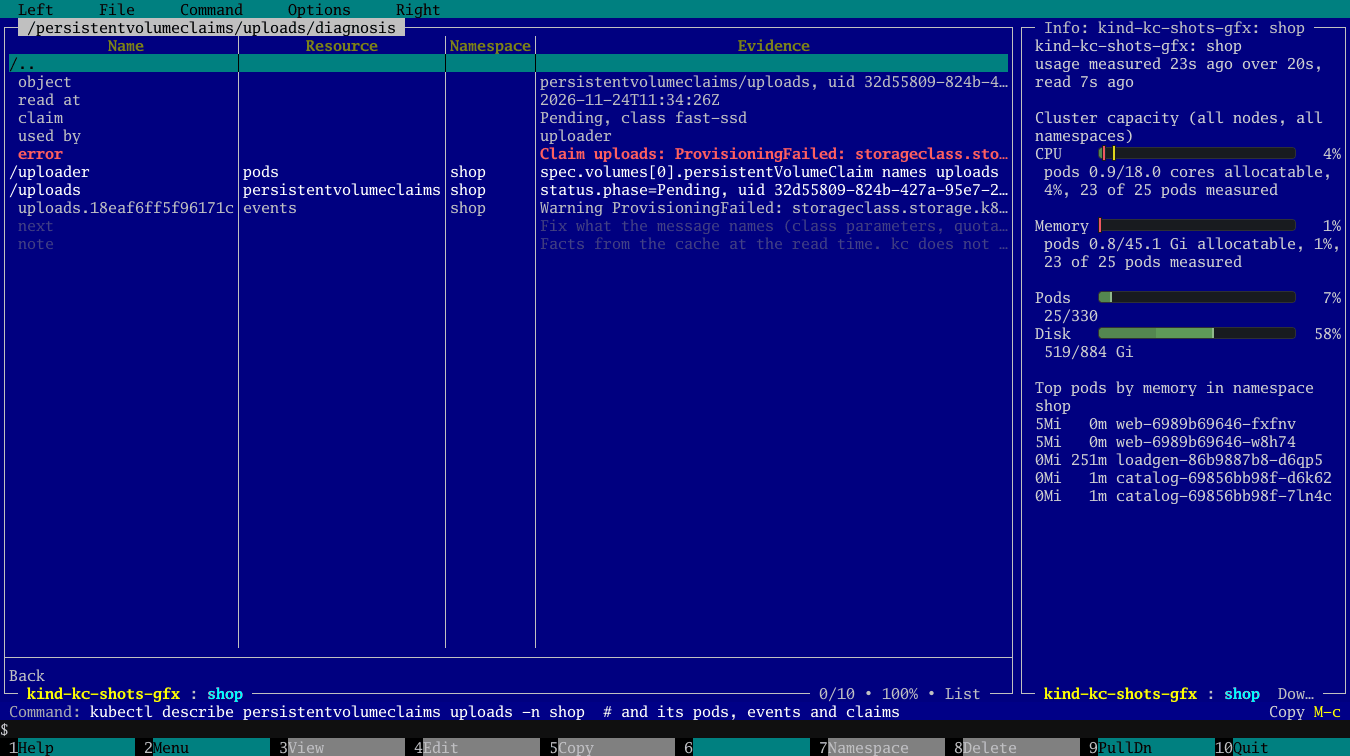 Left File Command Options Right
/persistentvolumeclaims/uploads/diagnosis
Name Resource Namespace Evidence
/..
object persistentvolumeclaims/uploads, uid 32d55809-824b-4…
read at 2026-11-24T11:34:26Z
claim Pending, class fast-ssd
used by uploader
error Claim uploads: ProvisioningFailed: storageclass.sto…
/uploader pods shop spec.volumes[0].persistentVolumeClaim names uploads
/uploads persistentvolumeclaims shop status.phase=Pending, uid 32d55809-824b-427a-95e7-2…
uploads.18eaf6ff5f96171c events shop Warning ProvisioningFailed: storageclass.storage.k8…
next Fix what the message names (class parameters, quota…
note Facts from the cache at the read time. kc does not …
Back
kind-kc-shots-gfx : shop 0/10 • 100% • List
Info: kind-kc-shots-gfx: shop
kind-kc-shots-gfx: shop
usage measured 23s ago over 20s,
read 7s ago
Cluster capacity (all nodes, all
namespaces)
CPU 4%
pods 0.9/18.0 cores allocatable,
4%, 23 of 25 pods measured
Memory 1%
pods 0.8/45.1 Gi allocatable, 1%,
23 of 25 pods measured
Pods 7%
25/330
Disk 58%
519/884 Gi
Top pods by memory in namespace
shop
5Mi 0m web-6989b69646-fxfnv
5Mi 0m web-6989b69646-w8h74
0Mi 251m loadgen-86b9887b8-d6qp5
0Mi 1m catalog-69856bb98f-d6k62
0Mi 1m catalog-69856bb98f-7ln4c
kind-kc-shots-gfx : shop Dow…
Command: kubectl describe persistentvolumeclaims uploads -n shop # and its pods, events and claims
Copy M-c
$
1Help 2Menu 3View 4Edit 5Copy 6 7Namespace 8Delete 9PullDn 10Quit